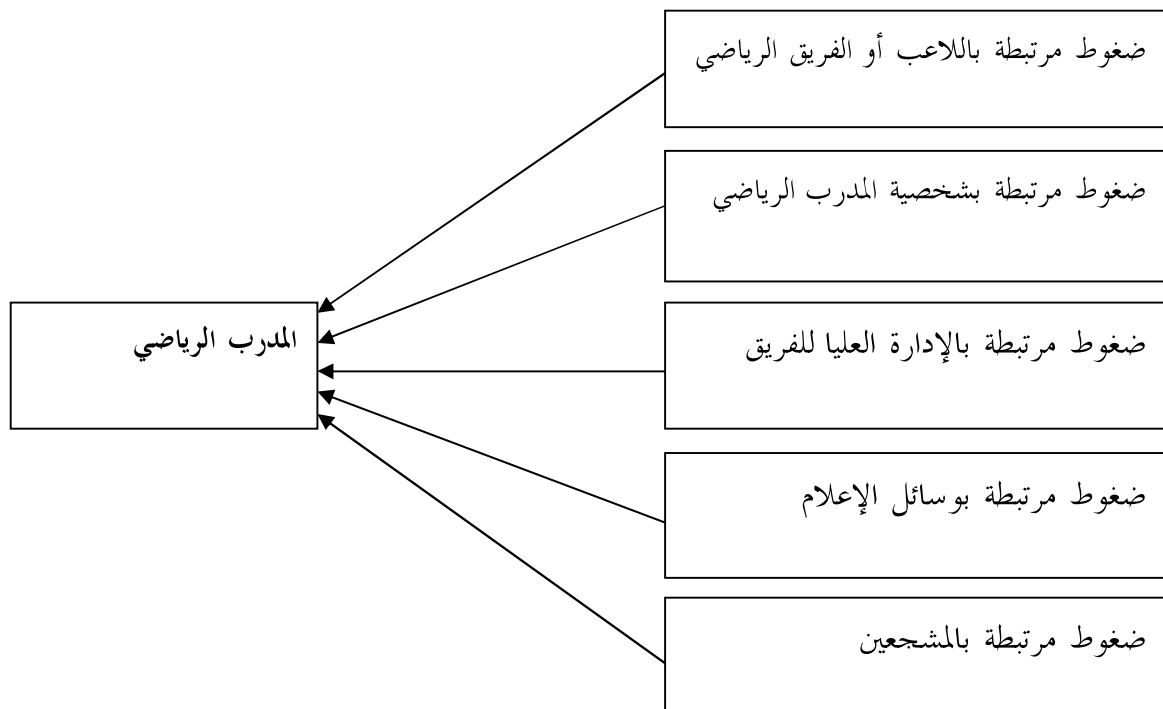 ضغوط مرتبطة باللاعب أو الفريق الرياضي
ضغوط مرتبطة بشخصية المدرب الرياضي
المدرب الرياضي
ضغوط مرتبطة بالإدارة العليا للفريق
ضغوط مرتبطة بوسائل الإعلام
ضغوط مرتبطة بالمشجعين